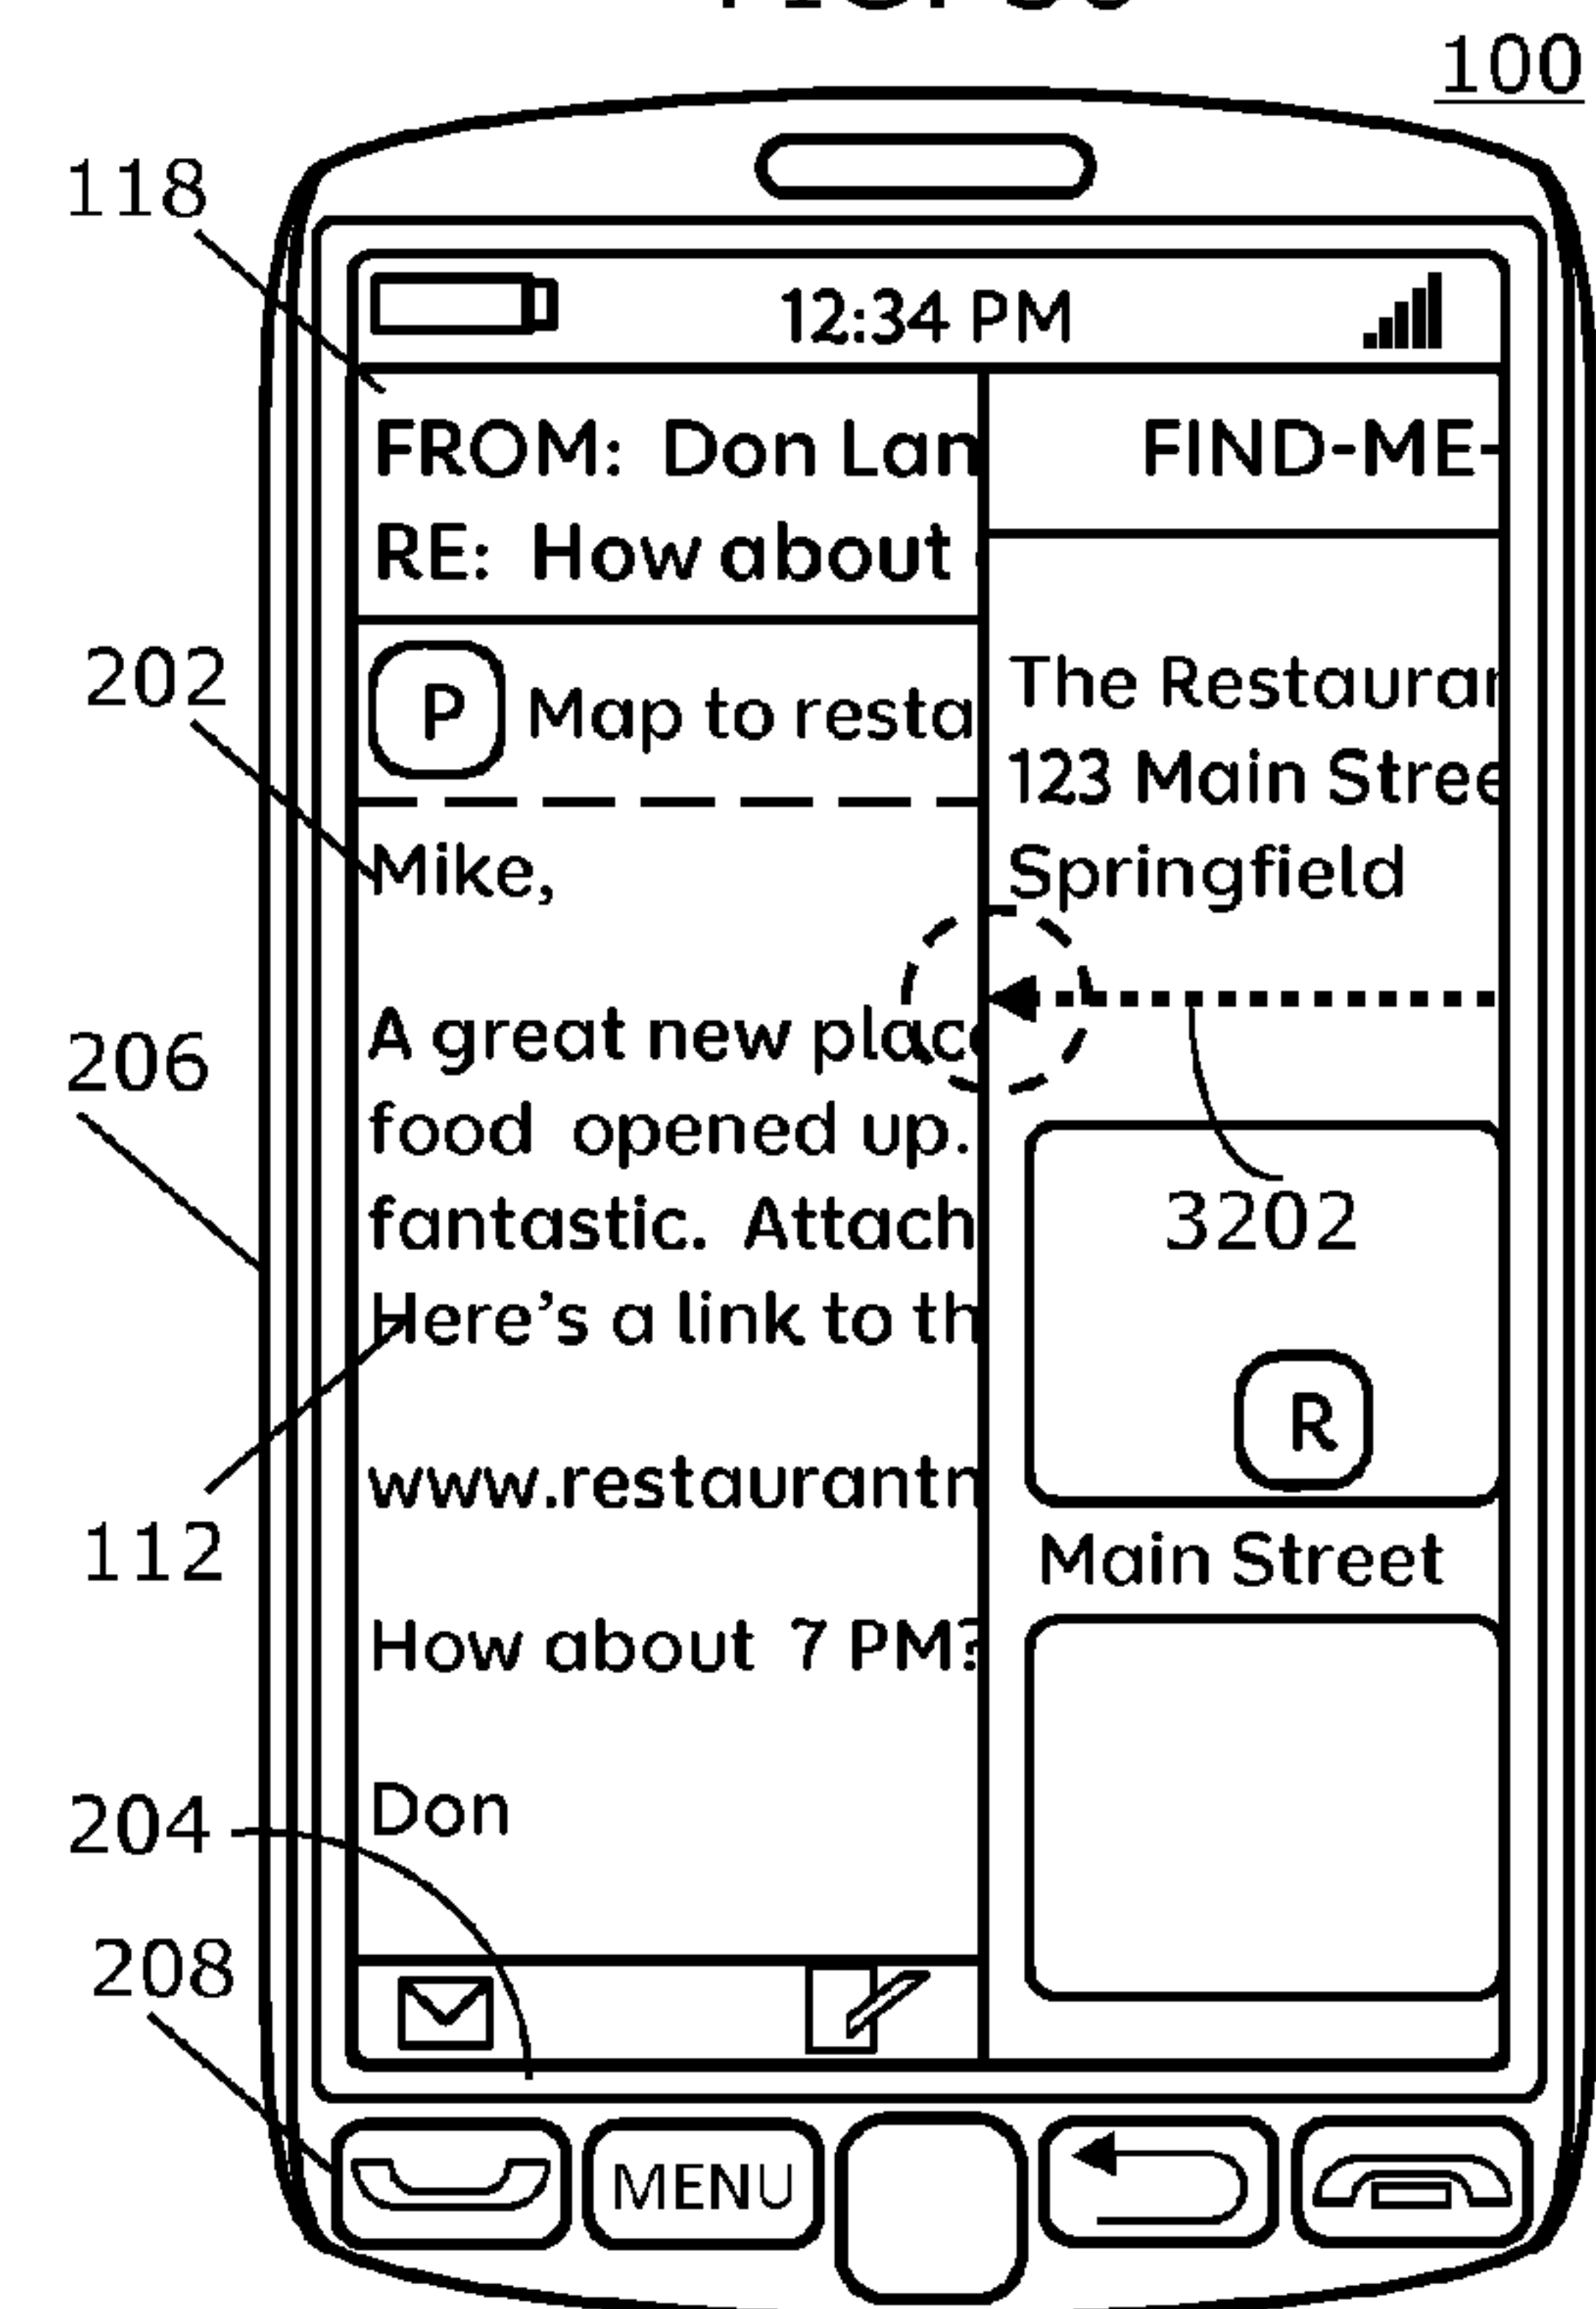 100
118
12:34 PM
FROM: Don Lan
FIND-ME-
RE: How about
202
P Map to resta
The Restaura
123 Main Stree
Springfield
Mike,
206
A great new plac
food opened up.
fantastic. Attach
3202
Here's a link to th
R
www.restaurantn
112
Main Street
How about 7 PM?
204
Don
208
MENU